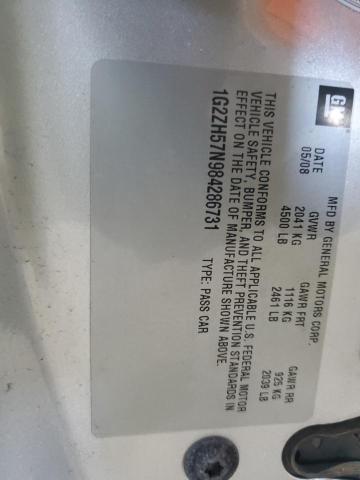 GM
MFD BY GENERAL MOTORS CORP.
DATE GVWR GAWR FRT GAWR RR
05/08 2041 KG 1116 KG 925 KG
4500 LB 2461 LB 2039 LB
THIS VEHICLE CONFORMS TO ALL APPLICABLE U.S. FEDERAL MOTOR
VEHICLE SAFETY, BUMPER, AND THEFT PREVENTION STANDARDS IN
EFFECT ON THE DATE OF MANUFACTURE SHOWN ABOVE.
1G2ZH57N984286731 TYPE: PASS CAR